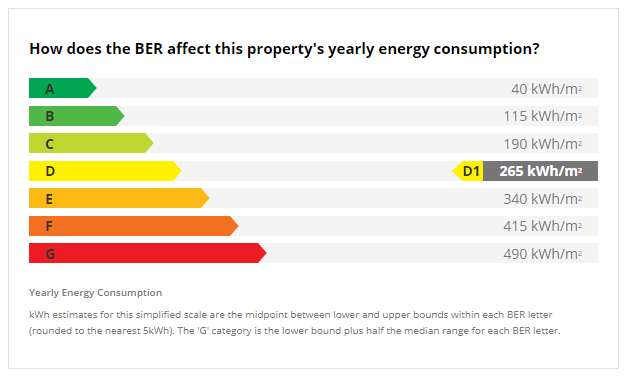 How does the BER affect this property's yearly energy consumption?
A 40 kWh/m²
B 115 kWh/m²
C 190 kWh/m²
D D1 265 kWh/m²
E 340 kWh/m²
F 415 kWh/m²
G 490 kWh/m²
Yearly Energy Consumption
kWh estimates for this simplified scale are the midpoint between lower and upper bounds within each BER letter
(rounded to the nearest 5kWh). The 'G' category is the lower bound plus half the median range for each BER letter.